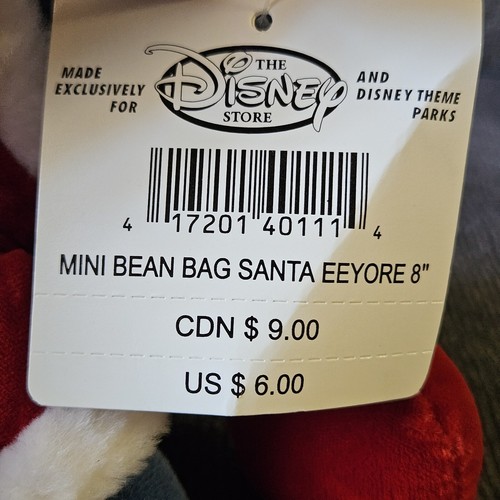 MADE EXCLUSIVELY FOR
THE
DISNEY
STORE
AND DISNEY THEME PARKS
4 17201 40111 4
MINI BEAN BAG SANTA EEYORE 8"
CDN $ 9.00
US $ 6.00